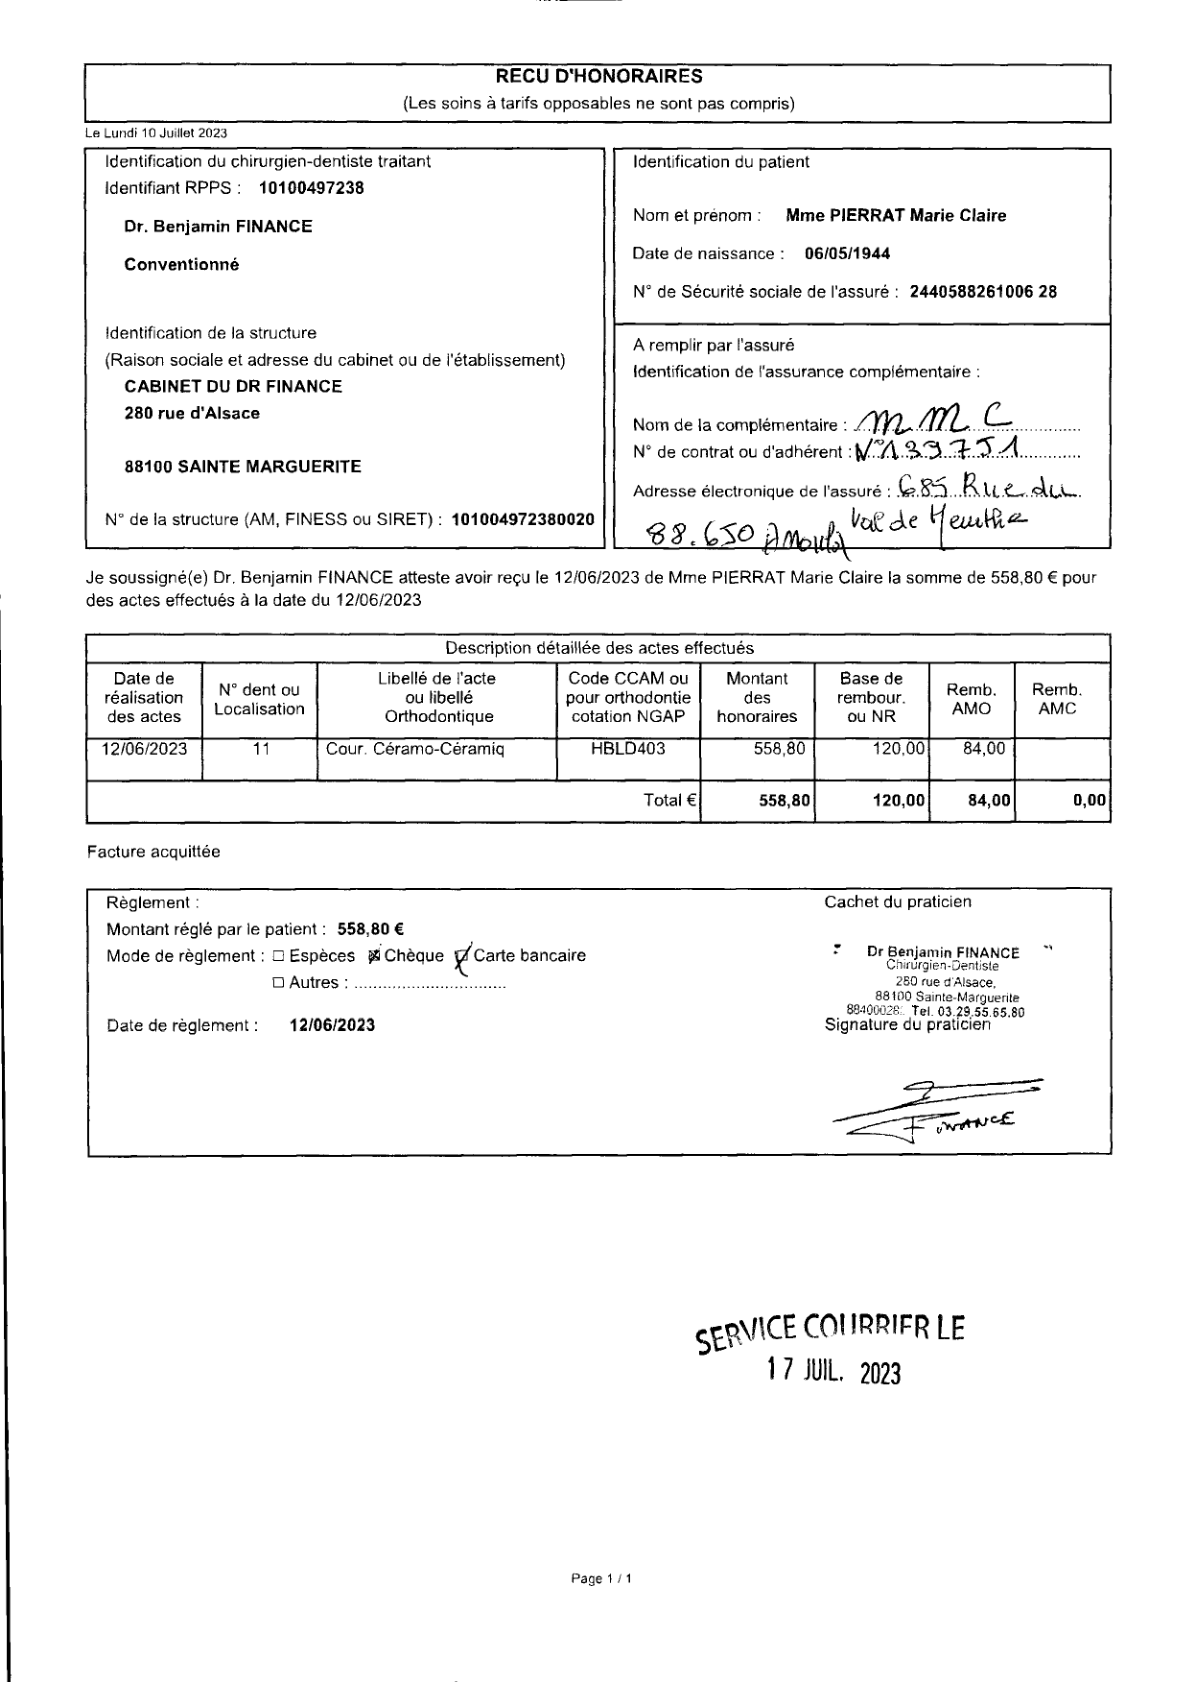 RECU D'HONORAIRES
(Les soins à tarifs opposables ne sont pas compris)
Le Lundi 10 Juillet 2023
Identification du chirurgien-dentiste traitant
Identifiant RPPS : 10100497238
Dr. Benjamin FINANCE
Conventionné
Identification de la structure
(Raison sociale et adresse du cabinet ou de l'établissement)
CABINET DU DR FINANCE
280 rue d'Alsace
88100 SAINTE MARGUERITE
N° de la structure (AM, FINESS ou SIRET) : 101004972380020
Identification du patient
Nom et prénom : Mme PIERRAT Marie Claire
Date de naissance : 06/05/1944
N° de Sécurité sociale de l'assuré : 2440588261006 28
A remplir par l'assuré
Identification de l'assurance complémentaire :
Nom de la complémentaire : MMC
N° de contrat ou d'adhérent : N°139751
Adresse électronique de l'assuré : 685 Rue du
Val de Meurthe
88.650
Je soussigné(e) Dr. Benjamin FINANCE atteste avoir reçu le 12/06/2023 de Mme PIERRAT Marie Claire la somme de 558,80 € pour
des actes effectués à la date du 12/06/2023
Description détaillée des actes effectués
Date de réalisation des actes N° dent ou Localisation Libellé de l'acte ou libellé Orthodontique Code CCAM ou pour orthodontie cotation NGAP Montant des honoraires Base de rembour. ou NR Remb. AMO Remb. AMC
12/06/2023 11 Cour. Céramo-Céramiq HBLD403 558,80 120,00 84,00
Total € 558,80 120,00 84,00 0,00
Facture acquittée
Règlement :
Montant réglé par le patient : 558,80 €
Mode de règlement : □ Espèces ☒ Chèque ☑ Carte bancaire
□ Autres : ................................
Date de règlement : 12/06/2023
Cachet du praticien
Dr Benjamin FINANCE
Chirurgien-Dentiste
280 rue d'Alsace,
88100 Sainte-Marguerite
Tel. 03.29.55.65.80
Signature du praticien
FINANCE
SERVICE COURRIER LE
17 JUIL. 2023
Page 1 / 1